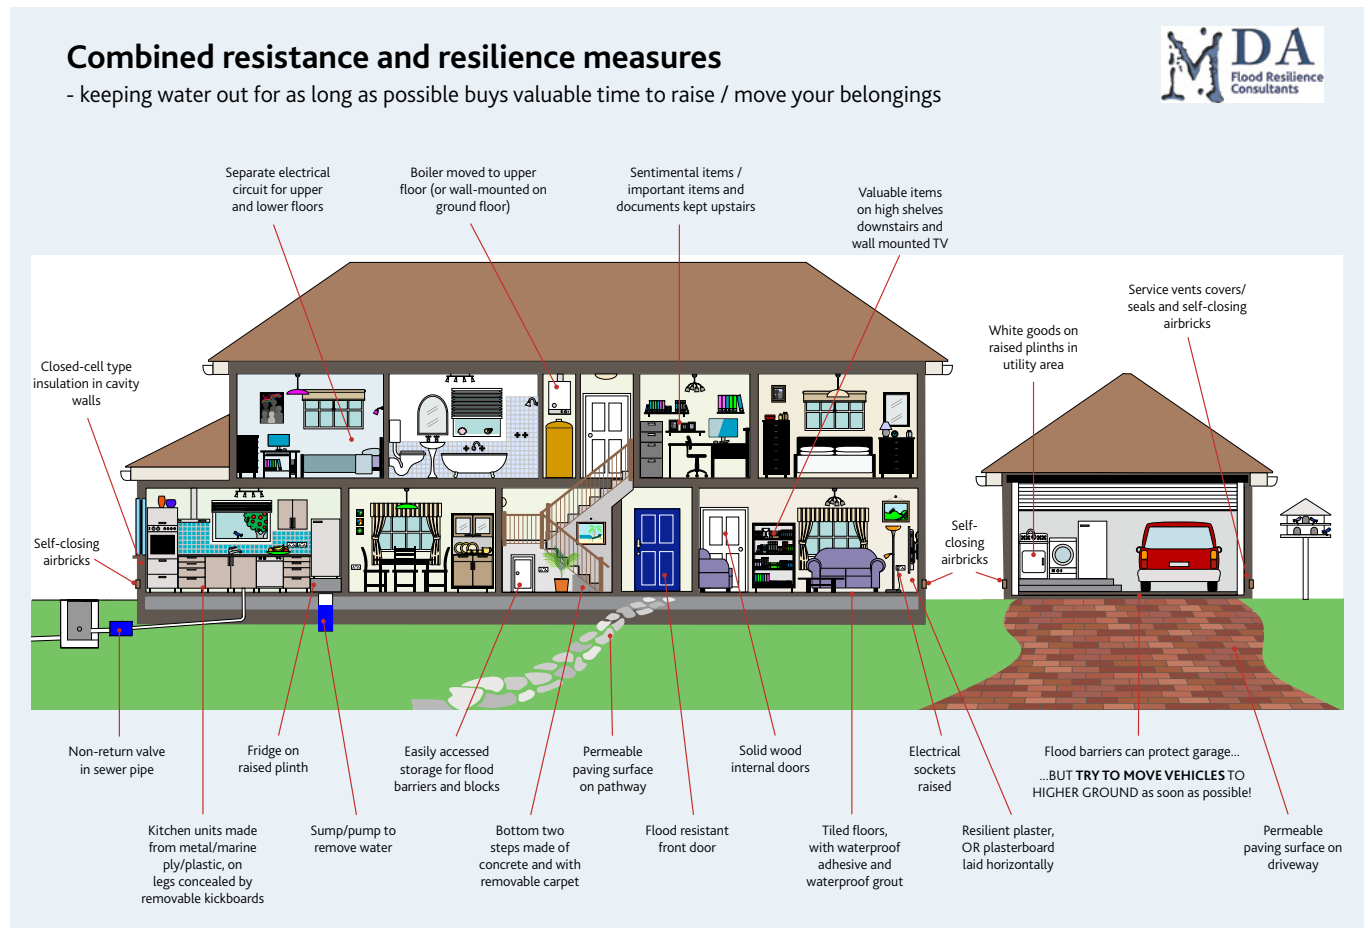 Combined resistance and resilience measures
- keeping water out for as long as possible buys valuable time to raise / move your belongings
MDA
Flood Resilience
Consultants
Separate electrical
circuit for upper
and lower floors
Boiler moved to upper
floor (or wall-mounted on
ground floor)
Sentimental items /
important items and
documents kept upstairs
Valuable items
on high shelves
downstairs and
wall mounted TV
Service vents covers/
seals and self-closing
airbricks
White goods on
raised plinths in
utility area
Closed-cell type
insulation in cavity
walls
Self-closing
airbricks
Self-
closing
airbricks
Non-return valve
in sewer pipe
Fridge on
raised plinth
Easily accessed
storage for flood
barriers and blocks
Permeable
paving surface
on pathway
Solid wood
internal doors
Electrical
sockets
raised
Flood barriers can protect garage...
...BUT TRY TO MOVE VEHICLES TO
HIGHER GROUND as soon as possible!
Kitchen units made
from metal/marine
ply/plastic, on
legs concealed by
removable kickboards
Sump/pump to
remove water
Bottom two
steps made of
concrete and with
removable carpet
Flood resistant
front door
Tiled floors,
with waterproof
adhesive and
waterproof grout
Resilient plaster,
OR plasterboard
laid horizontally
Permeable
paving surface on
driveway